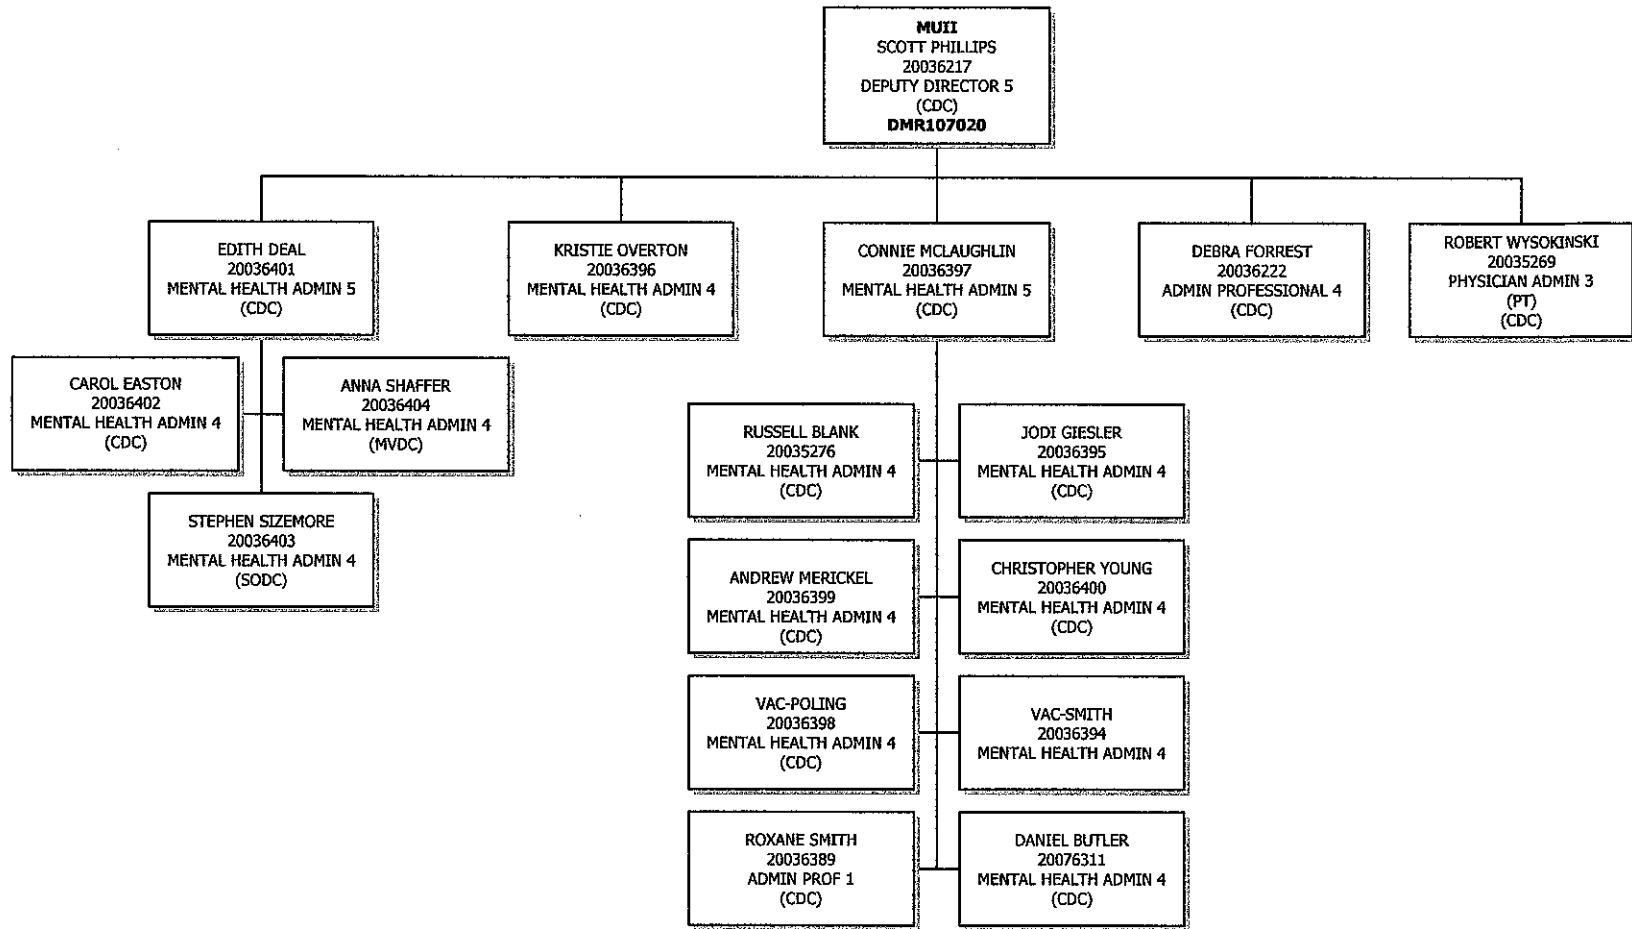 MUII
SCOTT PHILLIPS
20036217
DEPUTY DIRECTOR 5
(CDC)
DMR107020
EDITH DEAL
20036401
MENTAL HEALTH ADMIN 5
(CDC)
KRISTIE OVERTON
20036396
MENTAL HEALTH ADMIN 4
(CDC)
CONNIE MCLAUGHLIN
20036397
MENTAL HEALTH ADMIN 5
(CDC)
DEBRA FORREST
20036222
ADMIN PROFESSIONAL 4
(CDC)
ROBERT WYSOKINSKI
20035269
PHYSICIAN ADMIN 3
(PT)
(CDC)
CAROL EASTON
20036402
MENTAL HEALTH ADMIN 4
(CDC)
ANNA SHAFFER
20036404
MENTAL HEALTH ADMIN 4
(MVDC)
STEPHEN SIZEMORE
20036403
MENTAL HEALTH ADMIN 4
(SODC)
RUSSELL BLANK
20035276
MENTAL HEALTH ADMIN 4
(CDC)
JODI GIESLER
20036395
MENTAL HEALTH ADMIN 4
(CDC)
ANDREW MERICKEL
20036399
MENTAL HEALTH ADMIN 4
(CDC)
CHRISTOPHER YOUNG
20036400
MENTAL HEALTH ADMIN 4
(CDC)
VAC-POLING
20036398
MENTAL HEALTH ADMIN 4
(CDC)
VAC-SMITH
20036394
MENTAL HEALTH ADMIN 4
ROXANE SMITH
20036389
ADMIN PROF 1
(CDC)
DANIEL BUTLER
20076311
MENTAL HEALTH ADMIN 4
(CDC)